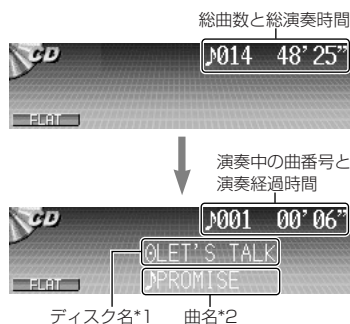 総曲数と総演奏時間
CD ♪014 48'25"
FLAT
演奏中の曲番号と
演奏経過時間
CD ♪001 00'06"
LET'S TALK
FLAT ♪PROMISE
ディスク名*1 曲名*2